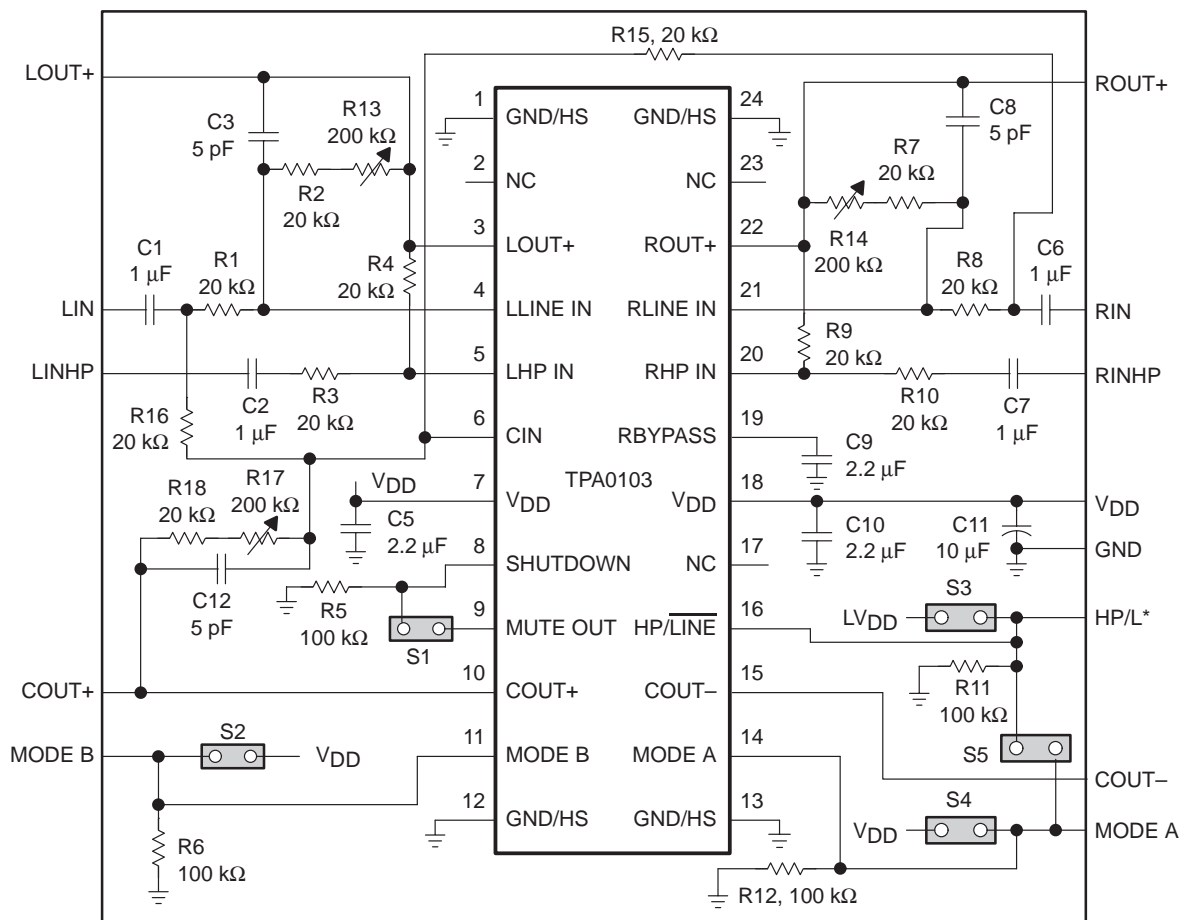 R15, 20 kΩ
LOUT+
ROUT+
C3
5 pF
R13
200 kΩ
R2
20 kΩ
R4
20 kΩ
C1
1 μF
R1
20 kΩ
LIN
LINHP
C2
1 μF
R3
20 kΩ
R16
20 kΩ
R18
20 kΩ
R17
200 kΩ
C12
5 pF
VDD
C5
2.2 μF
R5
100 kΩ
S1
COUT+
MODE B
S2
VDD
R6
100 kΩ
1
GND/HS
2
NC
3
LOUT+
4
LLINE IN
5
LHP IN
6
CIN
7
VDD
8
SHUTDOWN
9
MUTE OUT
10
COUT+
11
MODE B
12
GND/HS
TPA0103
24
GND/HS
23
NC
22
ROUT+
21
RLINE IN
20
RHP IN
19
RBYPASS
18
VDD
17
NC
16
HP/LINE
15
COUT–
14
MODE A
13
GND/HS
C8
5 pF
R7
20 kΩ
R14
200 kΩ
R8
20 kΩ
C6
1 μF
RIN
R9
20 kΩ
R10
20 kΩ
C7
1 μF
RINHP
C9
2.2 μF
C10
2.2 μF
C11
10 μF
VDD
GND
S3
LVDD
HP/L*
R11
100 kΩ
S5
COUT–
S4
VDD
MODE A
R12, 100 kΩ